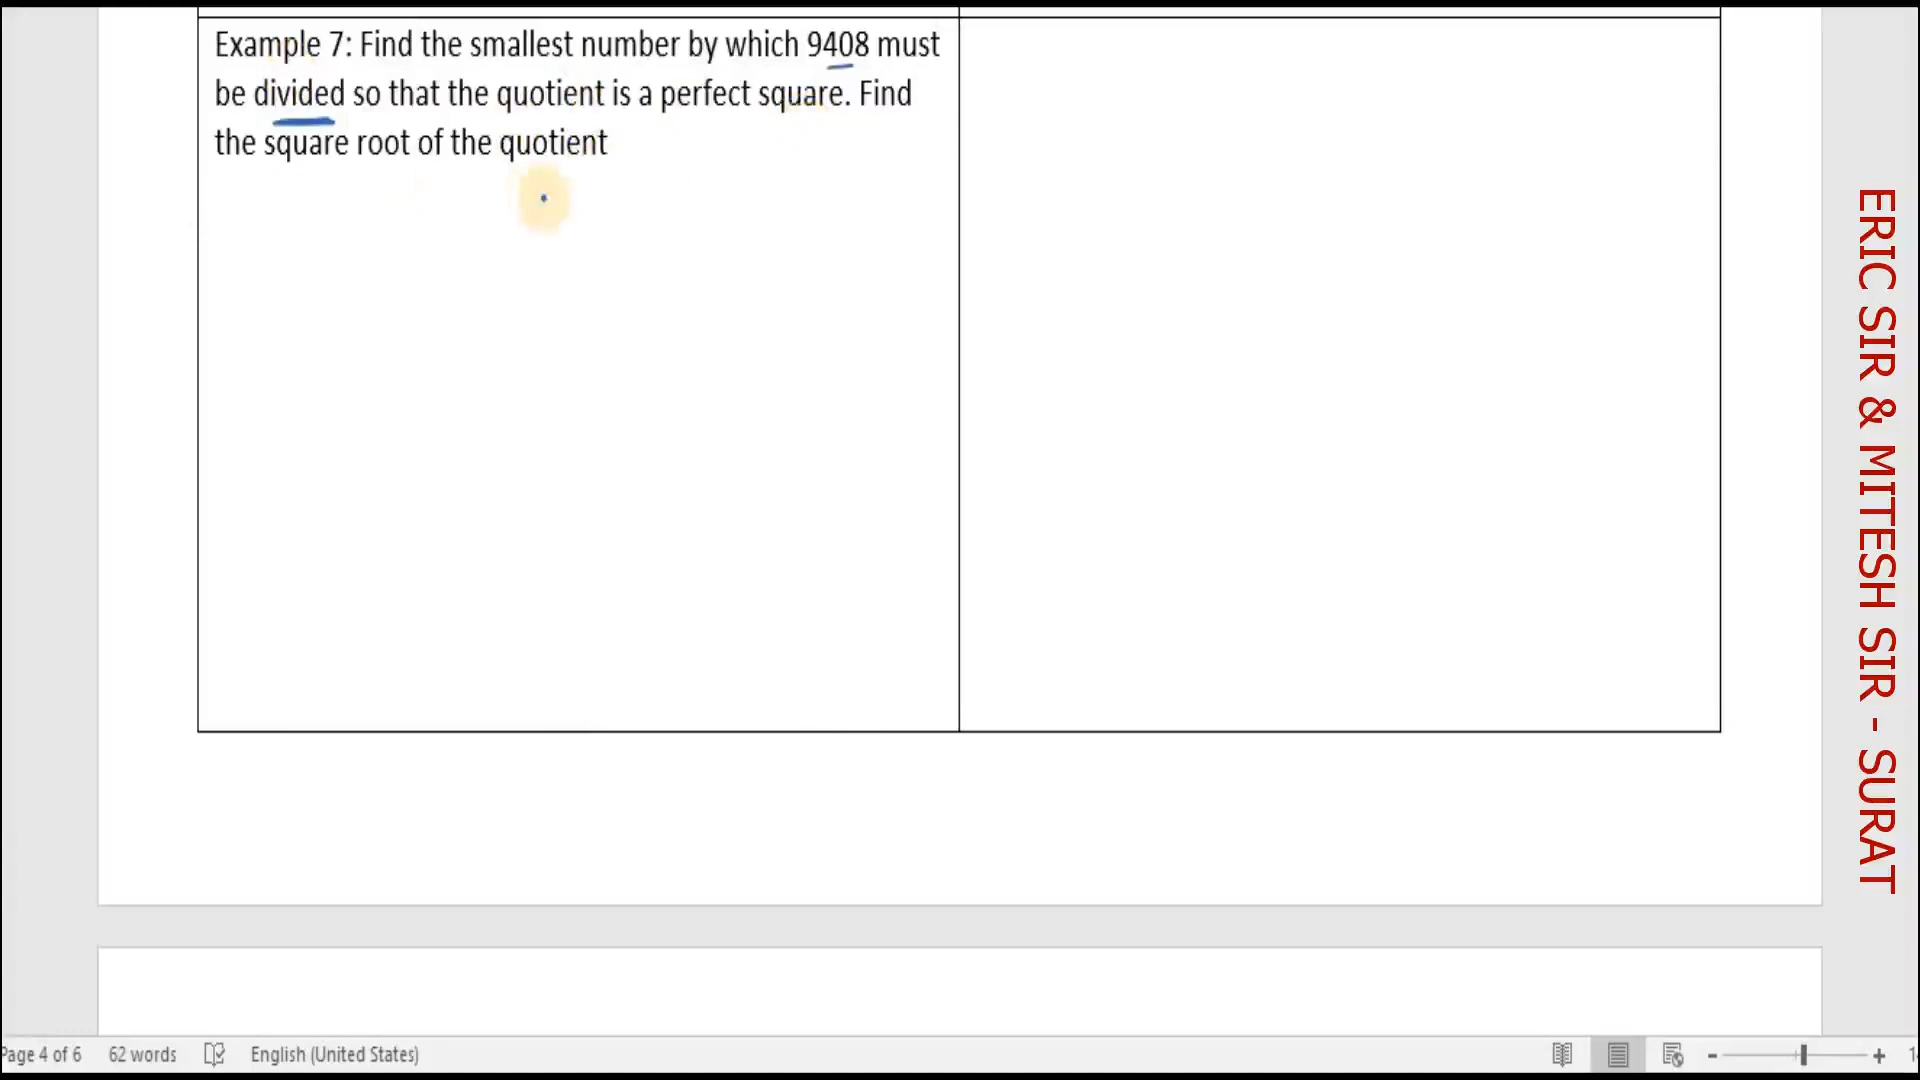 Example 7: Find the smallest number by which 9408 must
be divided so that the quotient is a perfect square. Find
the square root of the quotient
ERIC SIR & MITESH SIR - SURAT
Page 4 of 6 62 words English (United States)